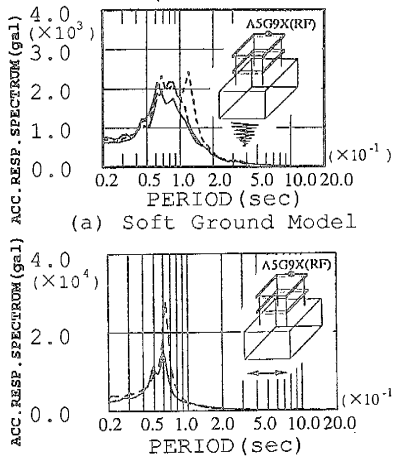 ACC.RESP.SPECTRUM(gal)
4.0
(×10³)
3.0
2.0
1.0
0.0
A5G9X(RF)
0.2 0.5 1.0 2.0 5.0 10.0 20.0
(×10⁻¹)
PERIOD(sec)
(a) Soft Ground Model
ACC.RESP.SPECTRUM(gal)
4.0
(×10⁴)
2.0
0.0
A5G9X(RF)
0.2 0.5 1.0 2.0 5.0 10.0 20.0
(×10⁻¹)
PERIOD(sec)